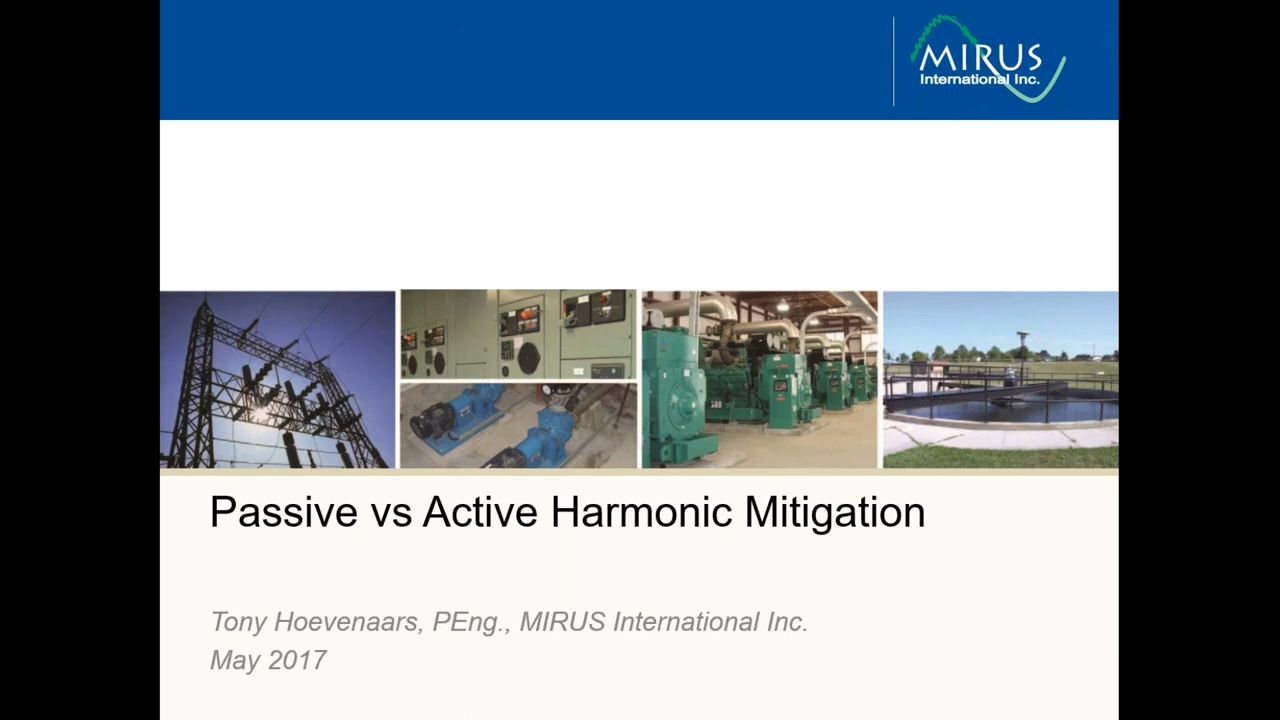 MIRUS
International Inc.
Passive vs Active Harmonic Mitigation
Tony Hoevenaars, PEng., MIRUS International Inc.
May 2017